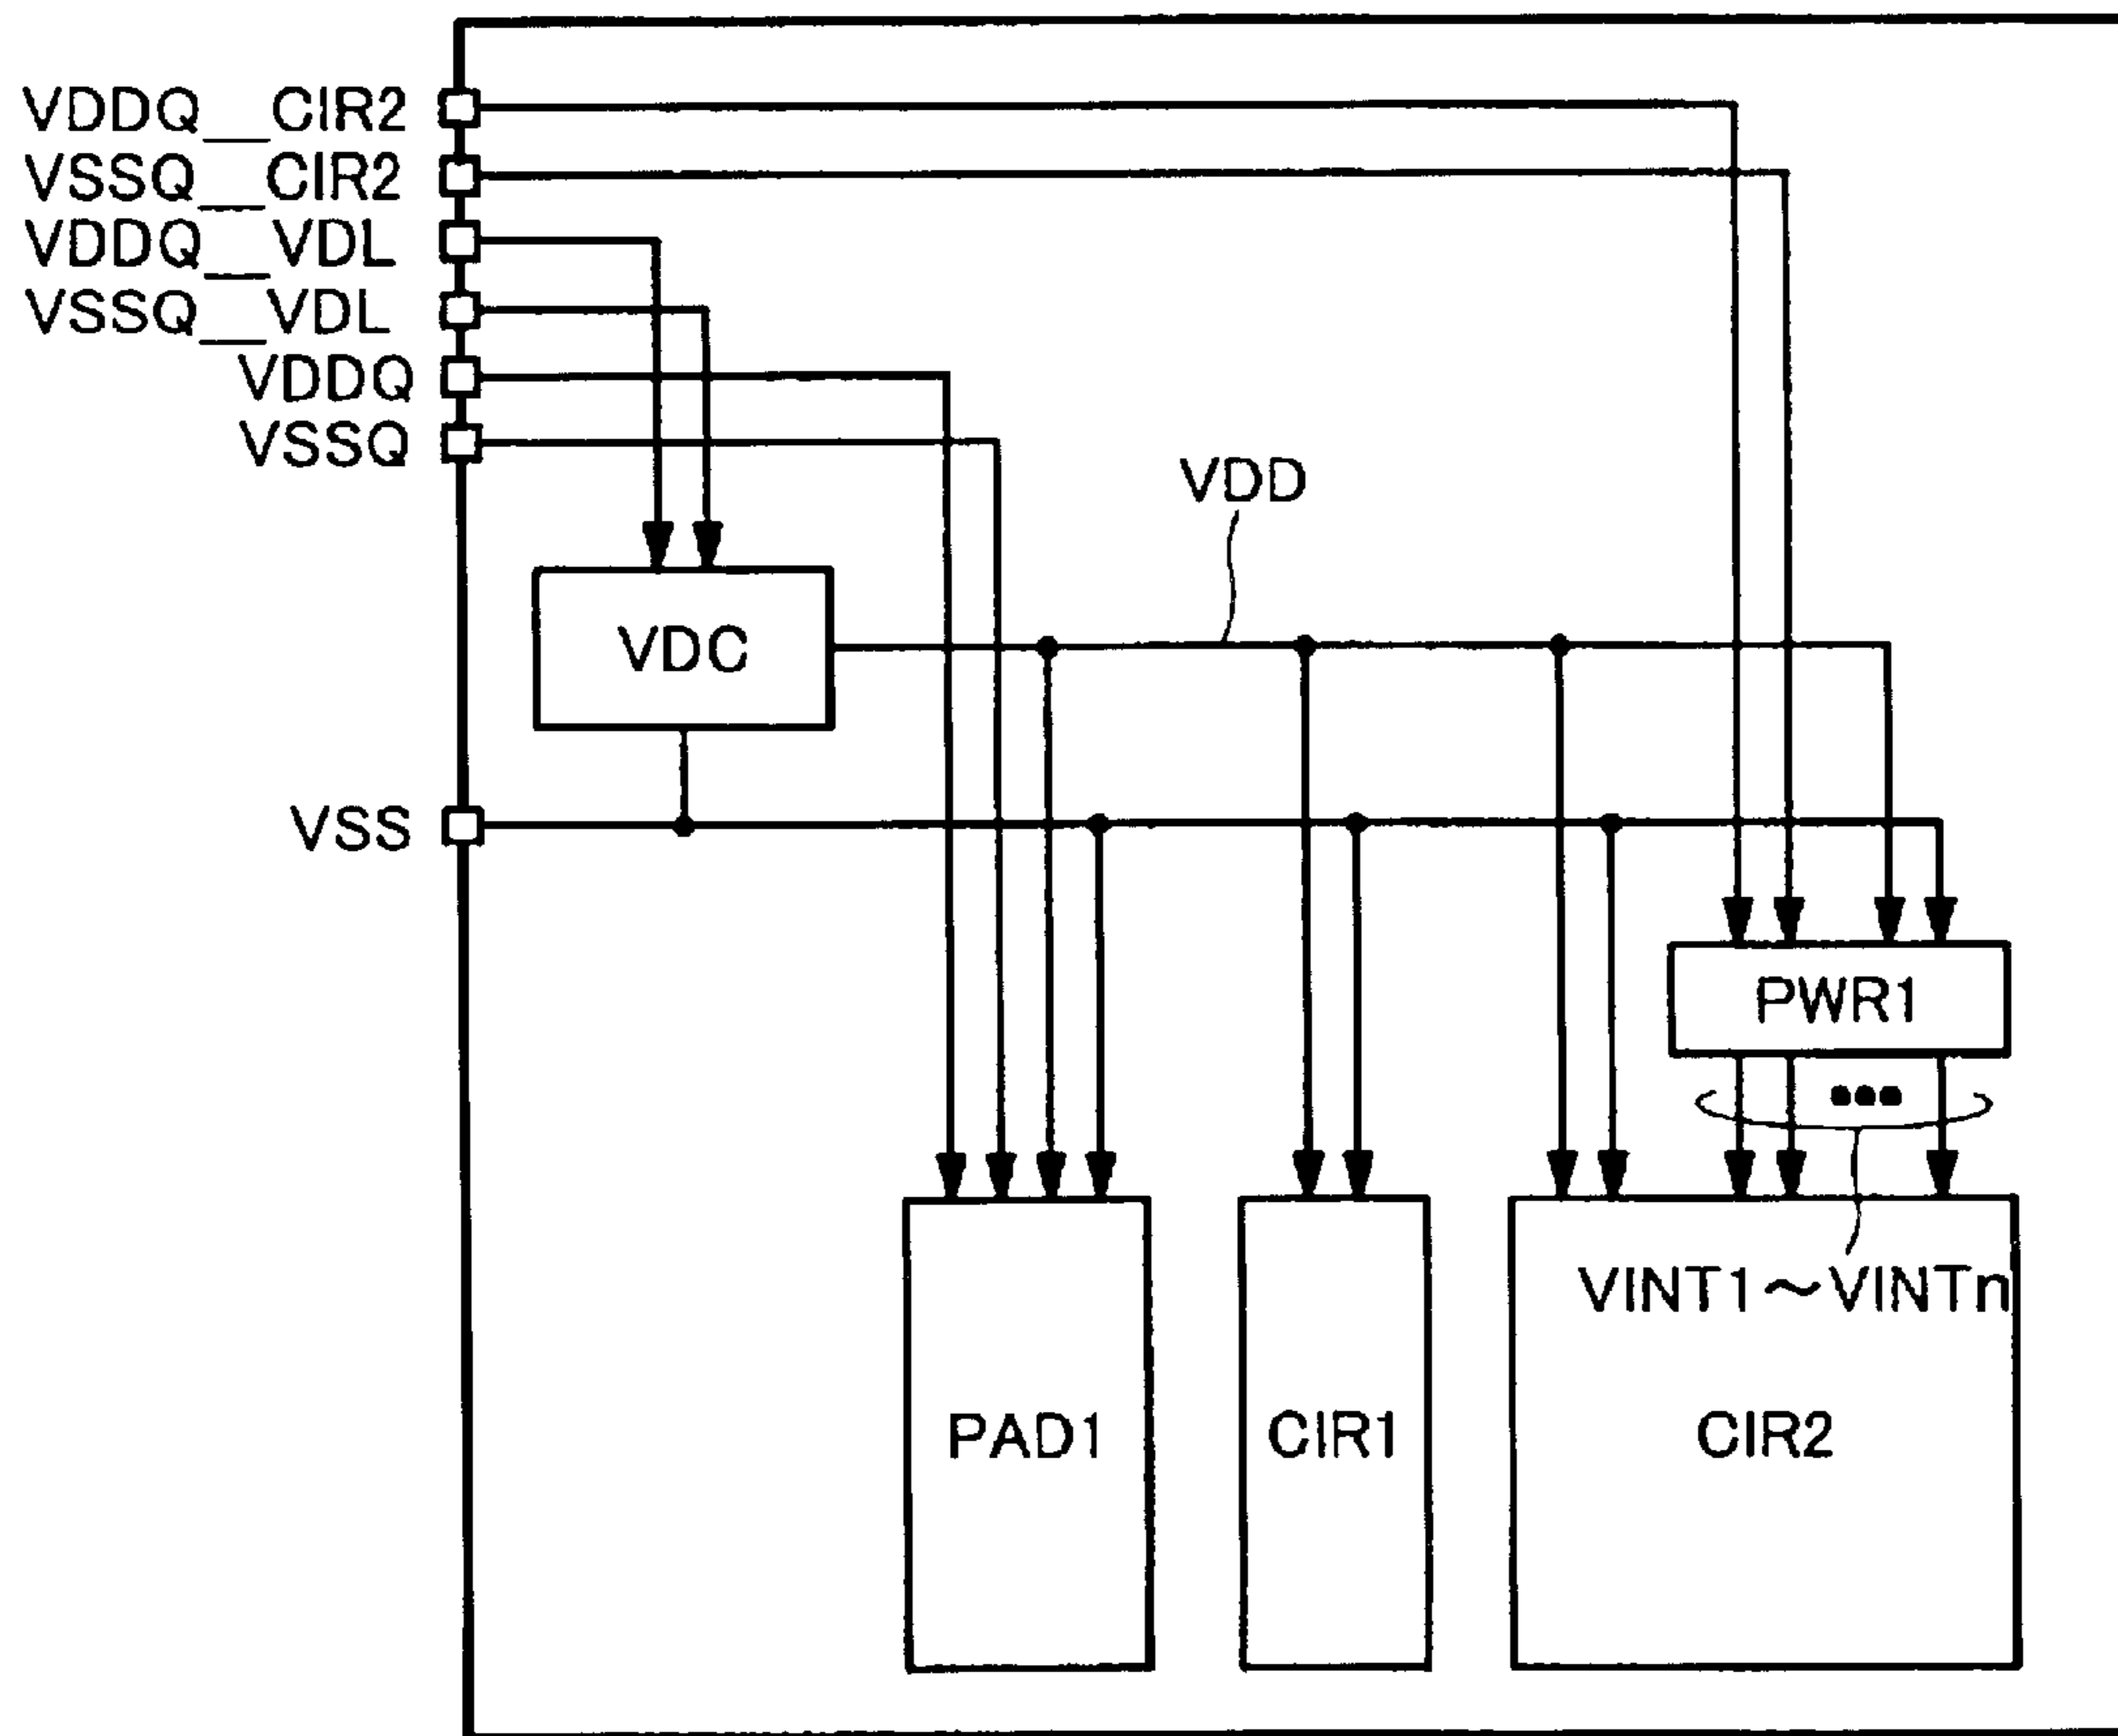 VDDQ__CIR2
VSSQ__CIR2
VDDQ__VDL
VSSQ__VDL
VDDQ
VSSQ
VDD
VDC
VSS
PWR1
VINT1～VINTn
PAD1
CIR1
CIR2